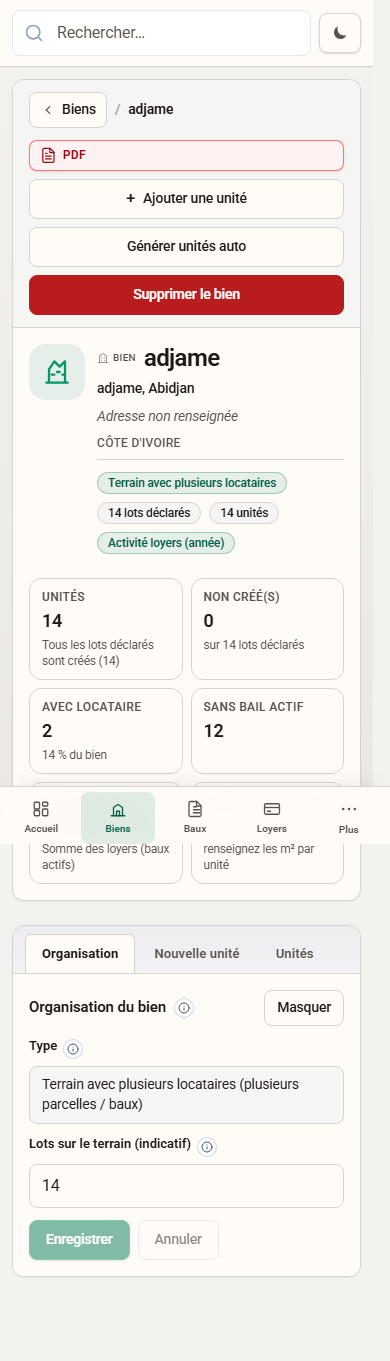 Rechercher...
Biens / adjame
PDF
+ Ajouter une unité
Générer unités auto
Supprimer le bien
BIEN adjame
adjame, Abidjan
Adresse non renseignée
CÔTE D'IVOIRE
Terrain avec plusieurs locataires
14 lots déclarés 14 unités
Activité loyers (année)
UNITÉS
14
Tous les lots déclarés
sont créés (14)
NON CRÉÉ(S)
0
sur 14 lots déclarés
AVEC LOCATAIRE
2
14 % du bien
SANS BAIL ACTIF
12
Accueil Biens Baux Loyers Plus
Somme des loyers (baux
actifs)
renseignez les m² par
unité
Organisation Nouvelle unité Unités
Organisation du bien Masquer
Type
Terrain avec plusieurs locataires (plusieurs
parcelles / baux)
Lots sur le terrain (indicatif)
14
Enregistrer Annuler